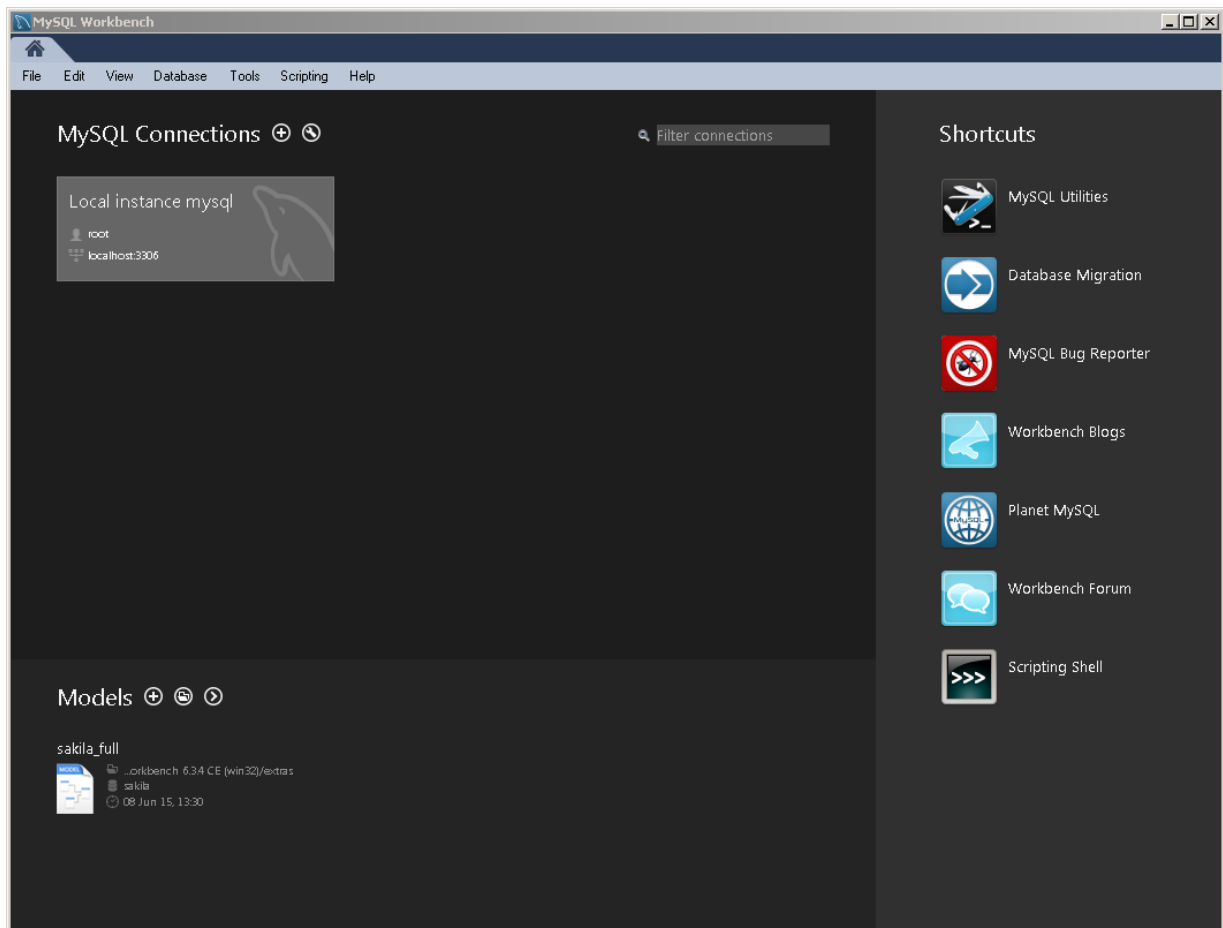 MySQL Workbench
File Edit View Database Tools Scripting Help
MySQL Connections
Filter connections
Local instance mysql
root
localhost:3306
Shortcuts
MySQL Utilities
Database Migration
MySQL Bug Reporter
Workbench Blogs
MySQL
Planet MySQL
Workbench Forum
>>>
Scripting Shell
Models
sakila_full
MODEL
...orkbench 6.3.4 CE (win32)/extras
sakila
08 Jun 15, 13:30